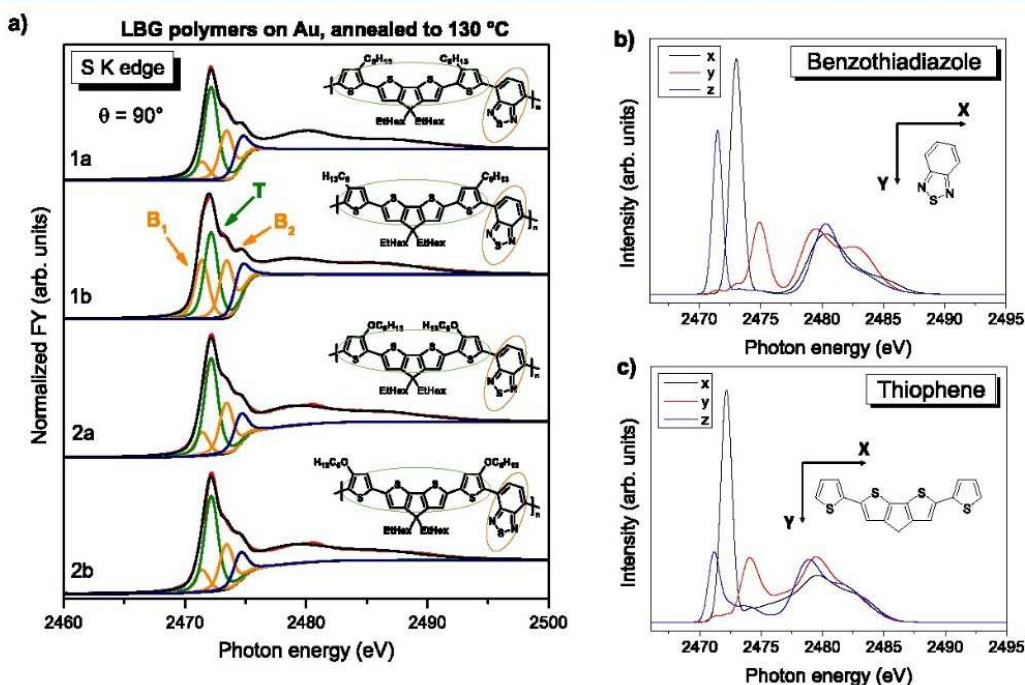 a)
LBG polymers on Au, annealed to 130 °C
S K edge
θ = 90°
C₆H₁₃
C₆H₁₃
EtHex
EtHex
S
S
S
S
N
S
N
n
1a
H₁₃C₆
C₆H₁₃
EtHex
EtHex
S
S
S
S
N
S
N
n
T
B₁
B₂
1b
OC₆H₁₃
H₁₃C₆O
EtHex
EtHex
S
S
S
S
N
S
N
n
2a
H₁₃C₆O
OC₆H₁₃
EtHex
EtHex
S
S
S
S
N
S
N
n
2b
Normalized FY (arb. units)
2460 2470 2480 2490 2500
Photon energy (eV)
b)
x
y
z
Benzothiadiazole
X
Y
N
S
N
Intensity (arb. units)
2470 2475 2480 2485 2490 2495
Photon energy (eV)
c)
x
y
z
Thiophene
X
Y
S
S
S
S
Intensity (arb. units)
2470 2475 2480 2485 2490 2495
Photon energy (eV)